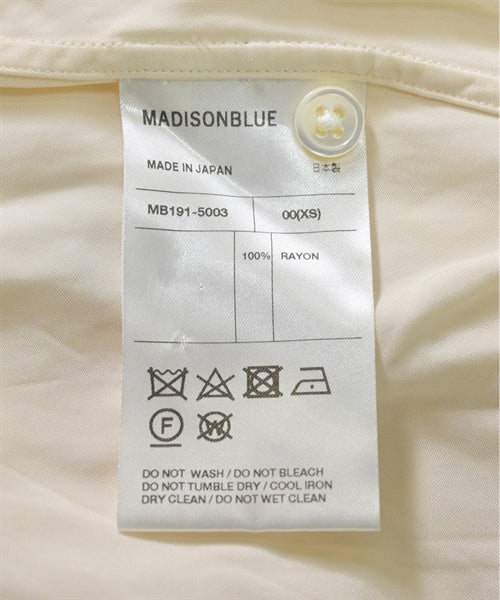 MADISONBLUE
MADE IN JAPAN 日本製
MB191-5003 00(XS)
100% RAYON
F
W
DO NOT WASH / DO NOT BLEACH
DO NOT TUMBLE DRY / COOL IRON
DRY CLEAN / DO NOT WET CLEAN